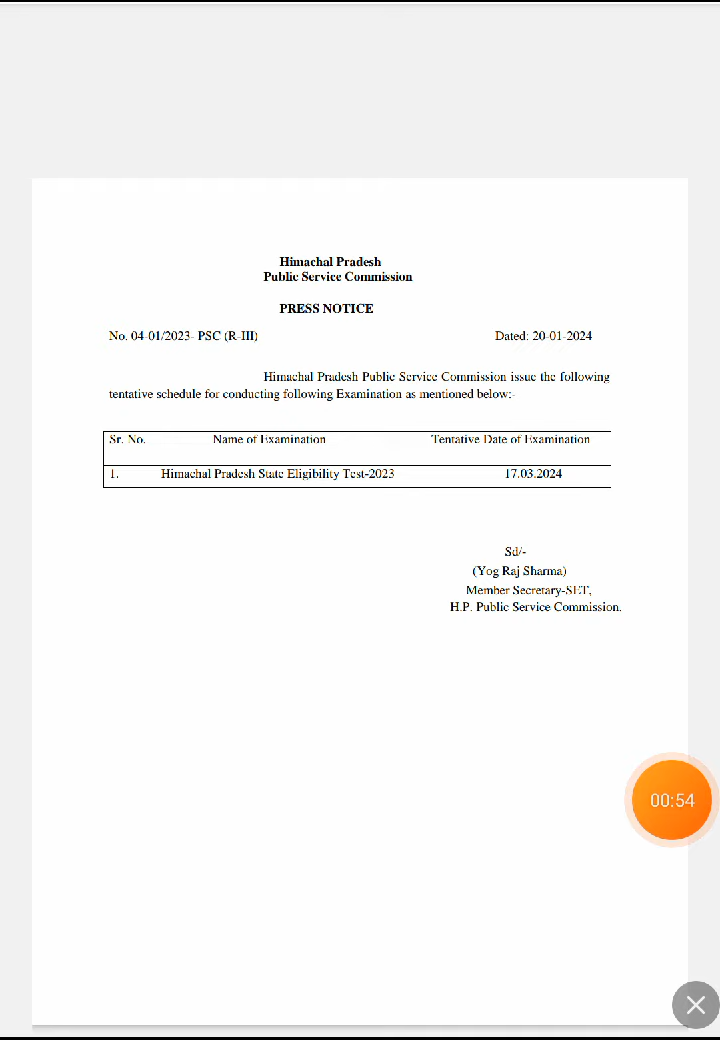 Himachal Pradesh
Public Service Commission
PRESS NOTICE
No. 04-01/2023- PSC (R-III) Dated: 20-01-2024
Himachal Pradesh Public Service Commission issue the following
tentative schedule for conducting following Examination as mentioned below:-
Sr. No. Name of Examination Tentative Date of Examination
1. Himachal Pradesh State Eligibility Test-2023 17.03.2024
Sd/-
(Yog Raj Sharma)
Member Secretary-SET,
H.P. Public Service Commission.
00:54